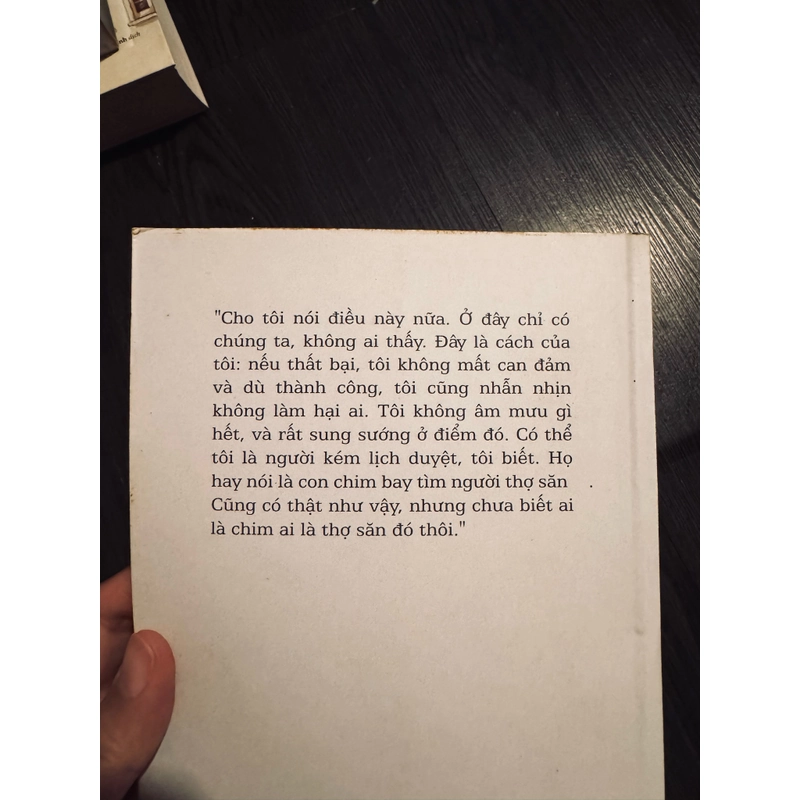 nh dịch
"Cho tôi nói điều này nữa. Ở đây chỉ có
chúng ta, không ai thấy. Đây là cách của
tôi: nếu thất bại, tôi không mất can đảm
và dù thành công, tôi cũng nhẫn nhịn
không làm hại ai. Tôi không âm mưu gì
hết, và rất sung sướng ở điểm đó. Có thể
tôi là người kém lịch duyệt, tôi biết. Họ
hay nói là con chim bay tìm người thợ săn .
Cũng có thật như vậy, nhưng chưa biết ai
là chim ai là thợ săn đó thôi."